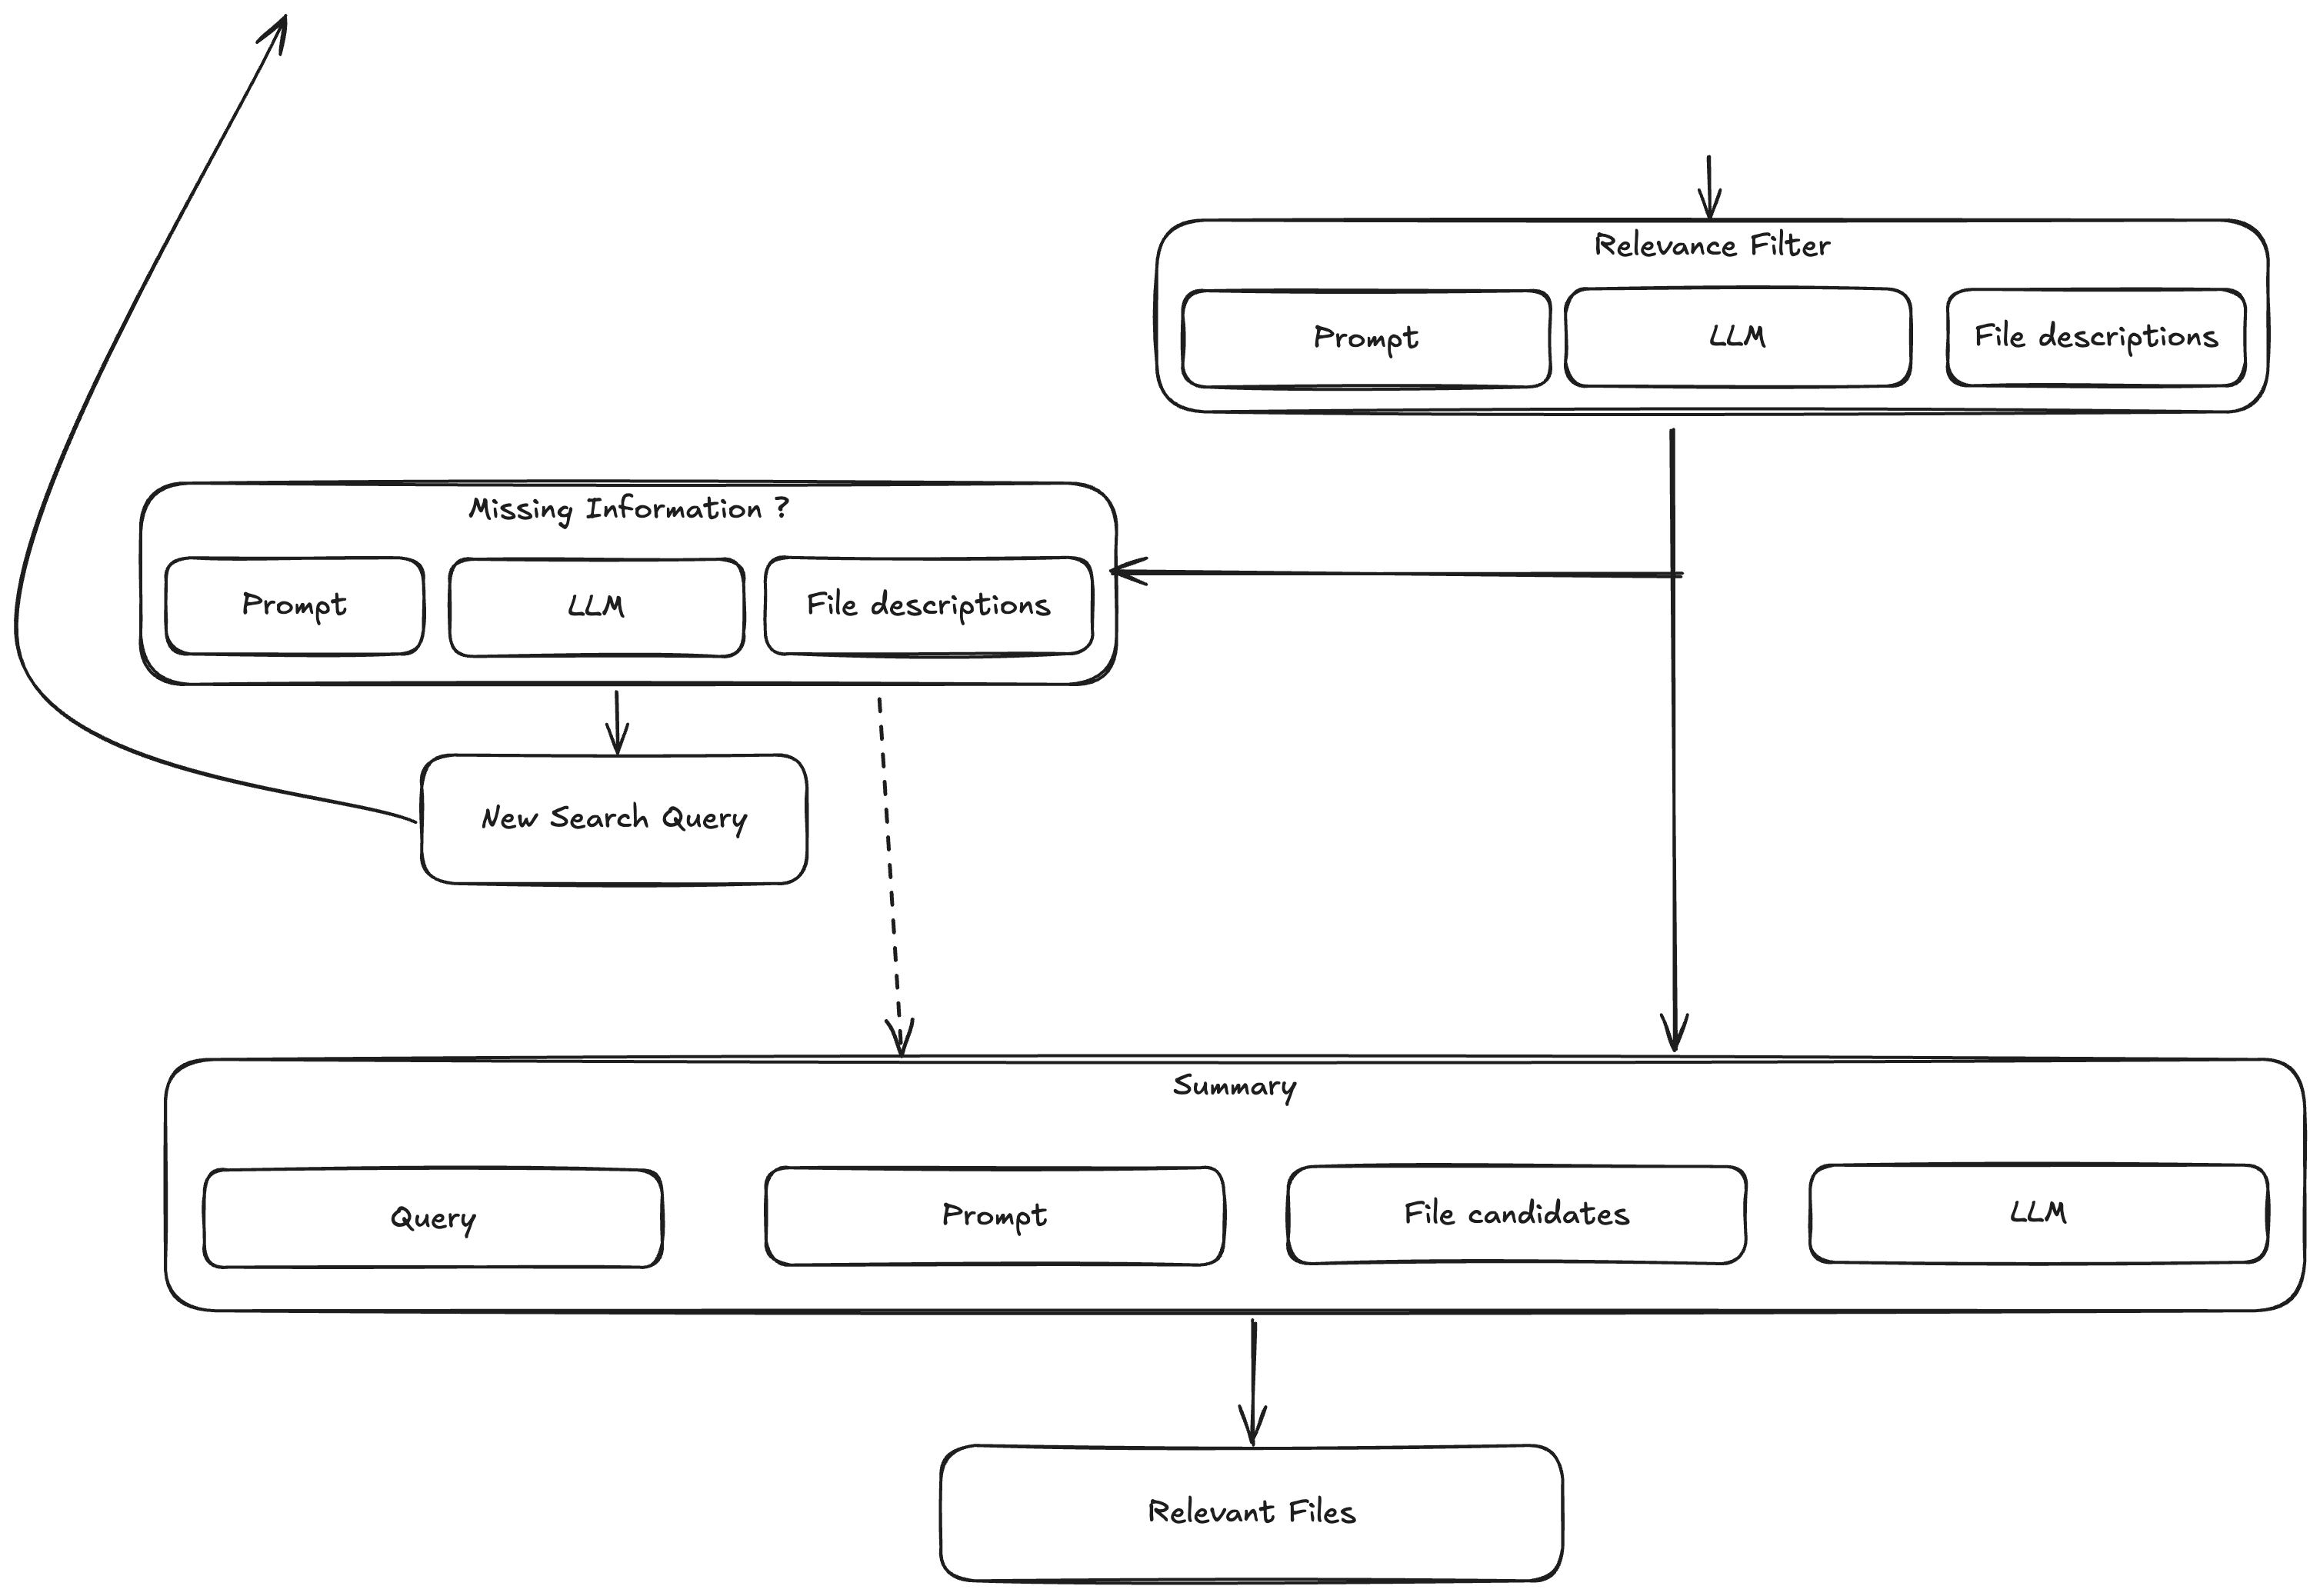 Relevance Filter
Prompt
LLM
File descriptions
Missing Information ?
Prompt
LLM
File descriptions
New Search Query
Summary
Query
Prompt
File candidates
LLM
Relevant Files